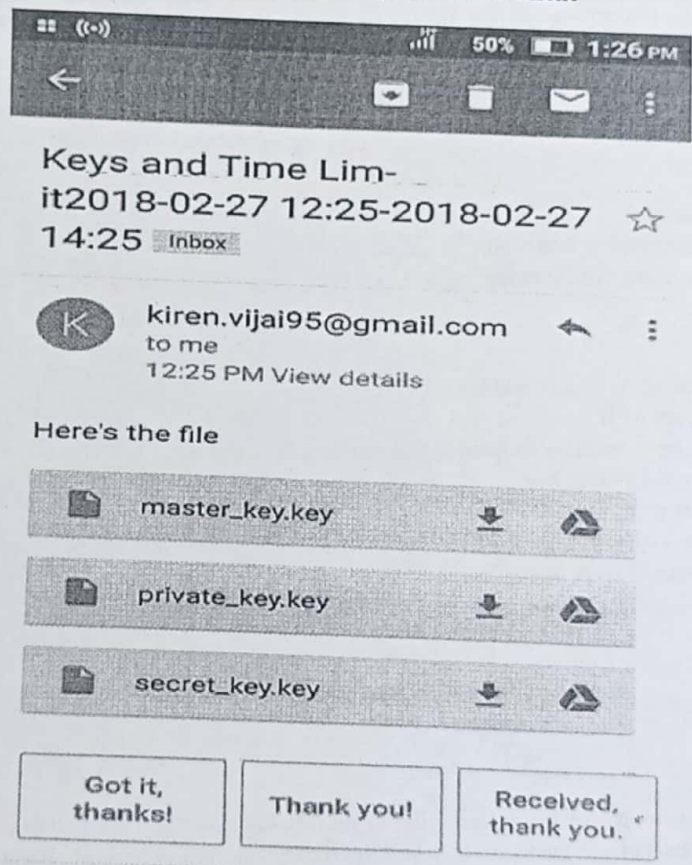 50% 1:26 PM
Keys and Time Lim-
it2018-02-27 12:25-2018-02-27
14:25 Inbox
K
kiren.vijai95@gmail.com
to me
12:25 PM View details
Here's the file
master_key.key
private_key.key
secret_key.key
Got it,
thanks!
Thank you!
Received,
thank you.